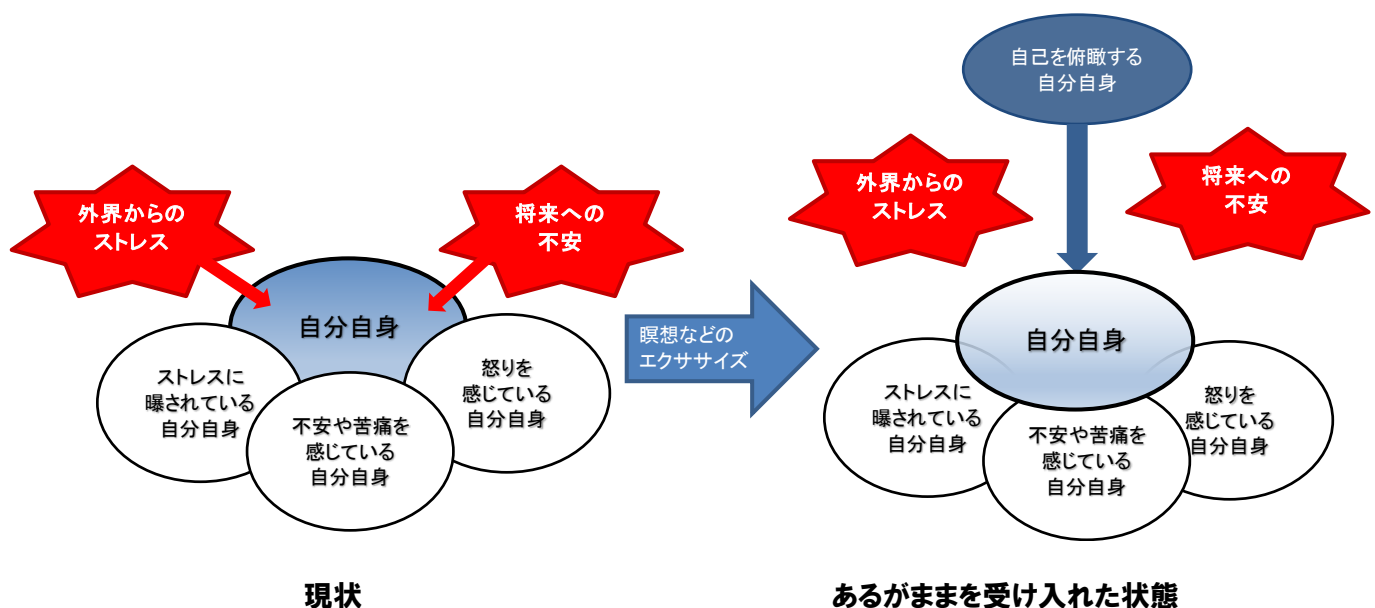 外界からの
ストレス
将来への
不安
自分自身
ストレスに
曝されている
自分自身
不安や苦痛を
感じている
自分自身
怒りを
感じている
自分自身
現状
瞑想などの
エクササイズ
自己を俯瞰する
自分自身
外界からの
ストレス
将来への
不安
自分自身
ストレスに
曝されている
自分自身
不安や苦痛を
感じている
自分自身
怒りを
感じている
自分自身
あるがままを受け入れた状態